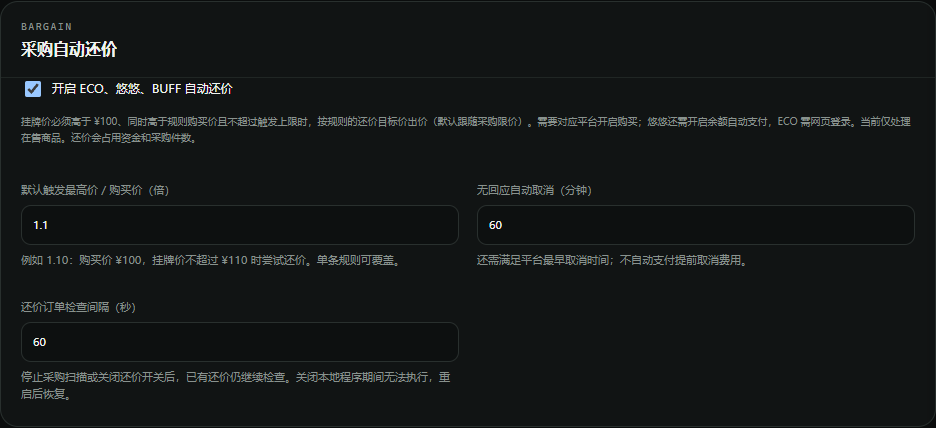 BARGAIN
采购自动还价
开启 ECO、悠悠、BUFF 自动还价
挂牌价必须高于 ¥100、同时高于规则购买价且不超过触发上限时，按规则的还价目标价出价（默认跟随采购限价）。需要对应平台开启购买；悠悠还需开启余额自动支付，ECO 需网页登录。当前仅处理
在售商品。还价会占用资金和采购件数。
默认触发最高价 / 购买价（倍）
1.1
例如 1.10：购买价 ¥100，挂牌价不超过 ¥110 时尝试还价。单条规则可覆盖。
无回应自动取消（分钟）
60
还需满足平台最早取消时间；不自动支付提前取消费用。
还价订单检查间隔（秒）
60
停止采购扫描或关闭还价开关后，已有还价仍继续检查。关闭本地程序期间无法执行，重
启后恢复。